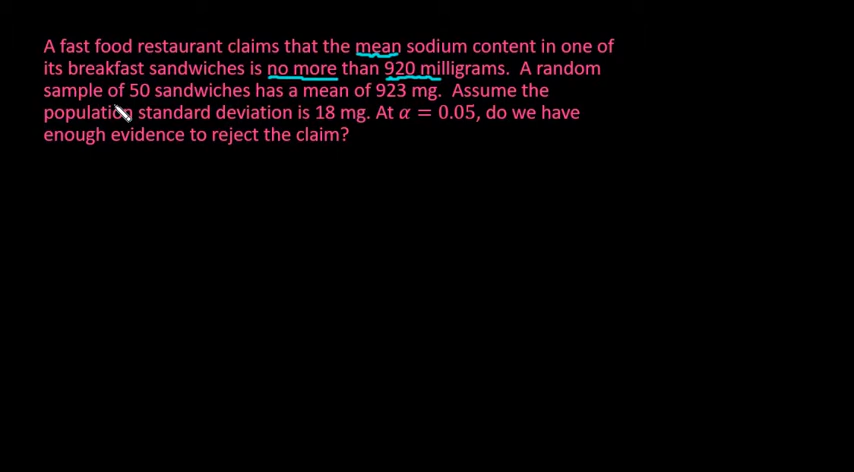 A fast food restaurant claims that the mean sodium content in one of
its breakfast sandwiches is no more than 920 milligrams.  A random
sample of 50 sandwiches has a mean of 923 mg.  Assume the
population standard deviation is 18 mg. At α = 0.05, do we have
enough evidence to reject the claim?